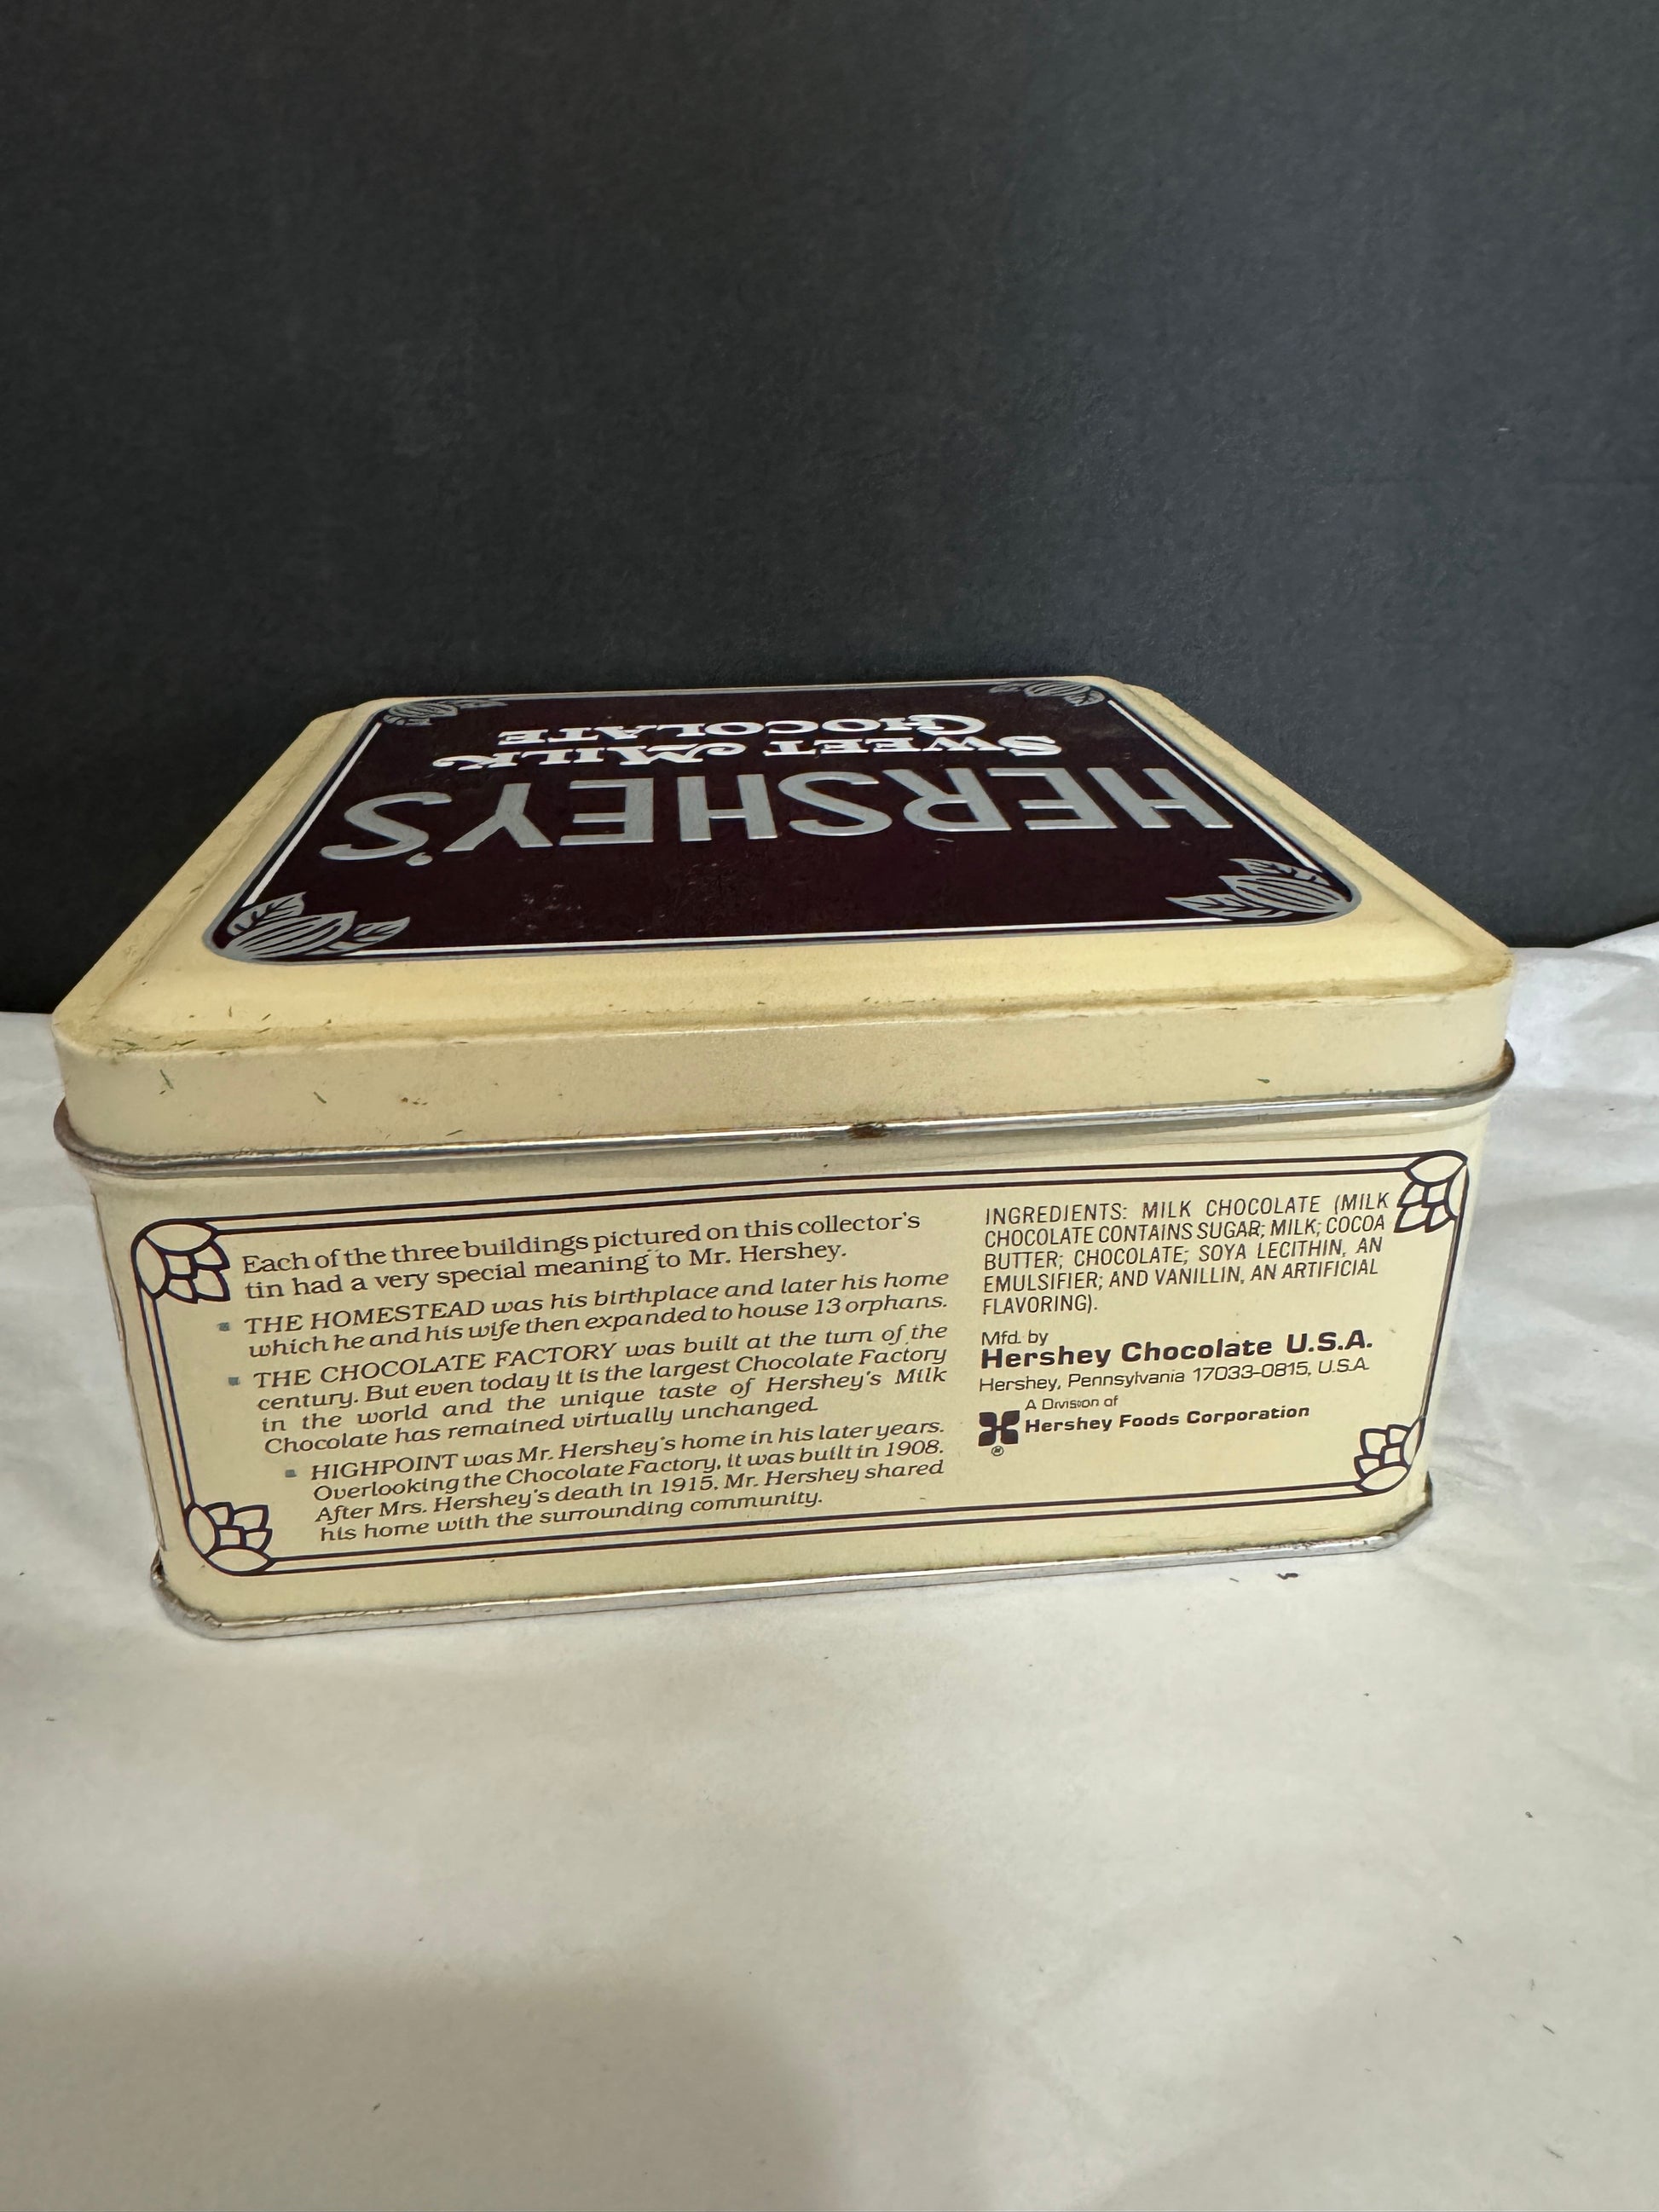 HERSHEY'S
SWEET MILK
CHOCOLATE
Each of the three buildings pictured on this collector's
tin had a very special meaning to Mr. Hershey.
▪ THE HOMESTEAD was his birthplace and later his home
which he and his wife then expanded to house 13 orphans.
▪ THE CHOCOLATE FACTORY was built at the turn of the
century. But even today it is the largest Chocolate Factory
in the world and the unique taste of Hershey's Milk
Chocolate has remained virtually unchanged.
▪ HIGHPOINT was Mr. Hershey's home in his later years.
Overlooking the Chocolate Factory, it was built in 1908.
After Mrs. Hershey's death in 1915, Mr. Hershey shared
his home with the surrounding community.
INGREDIENTS: MILK CHOCOLATE (MILK
CHOCOLATE CONTAINS SUGAR; MILK; COCOA
BUTTER; CHOCOLATE; SOYA LECITHIN, AN
EMULSIFIER; AND VANILLIN, AN ARTIFICIAL
FLAVORING).
Mfd. by
Hershey Chocolate U.S.A.
Hershey, Pennsylvania 17033-0815, U.S.A.
A Division of
Hershey Foods Corporation
®